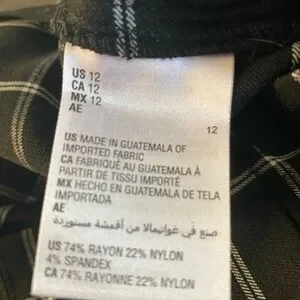 US 12
CA 12
MX 12
AE
12
US MADE IN GUATEMALA OF
IMPORTED FABRIC
CA FABRIQUÉ AU GUATEMALA À
PARTIR DE TISSU IMPORTÉ
MX HECHO EN GUATEMALA DE TELA
IMPORTADA
AE
صنع في غواتيمالا من أقمشة مستوردة
US 74% RAYON 22% NYLON
4% SPANDEX
CA 74% RAYONNE 22% NYLON